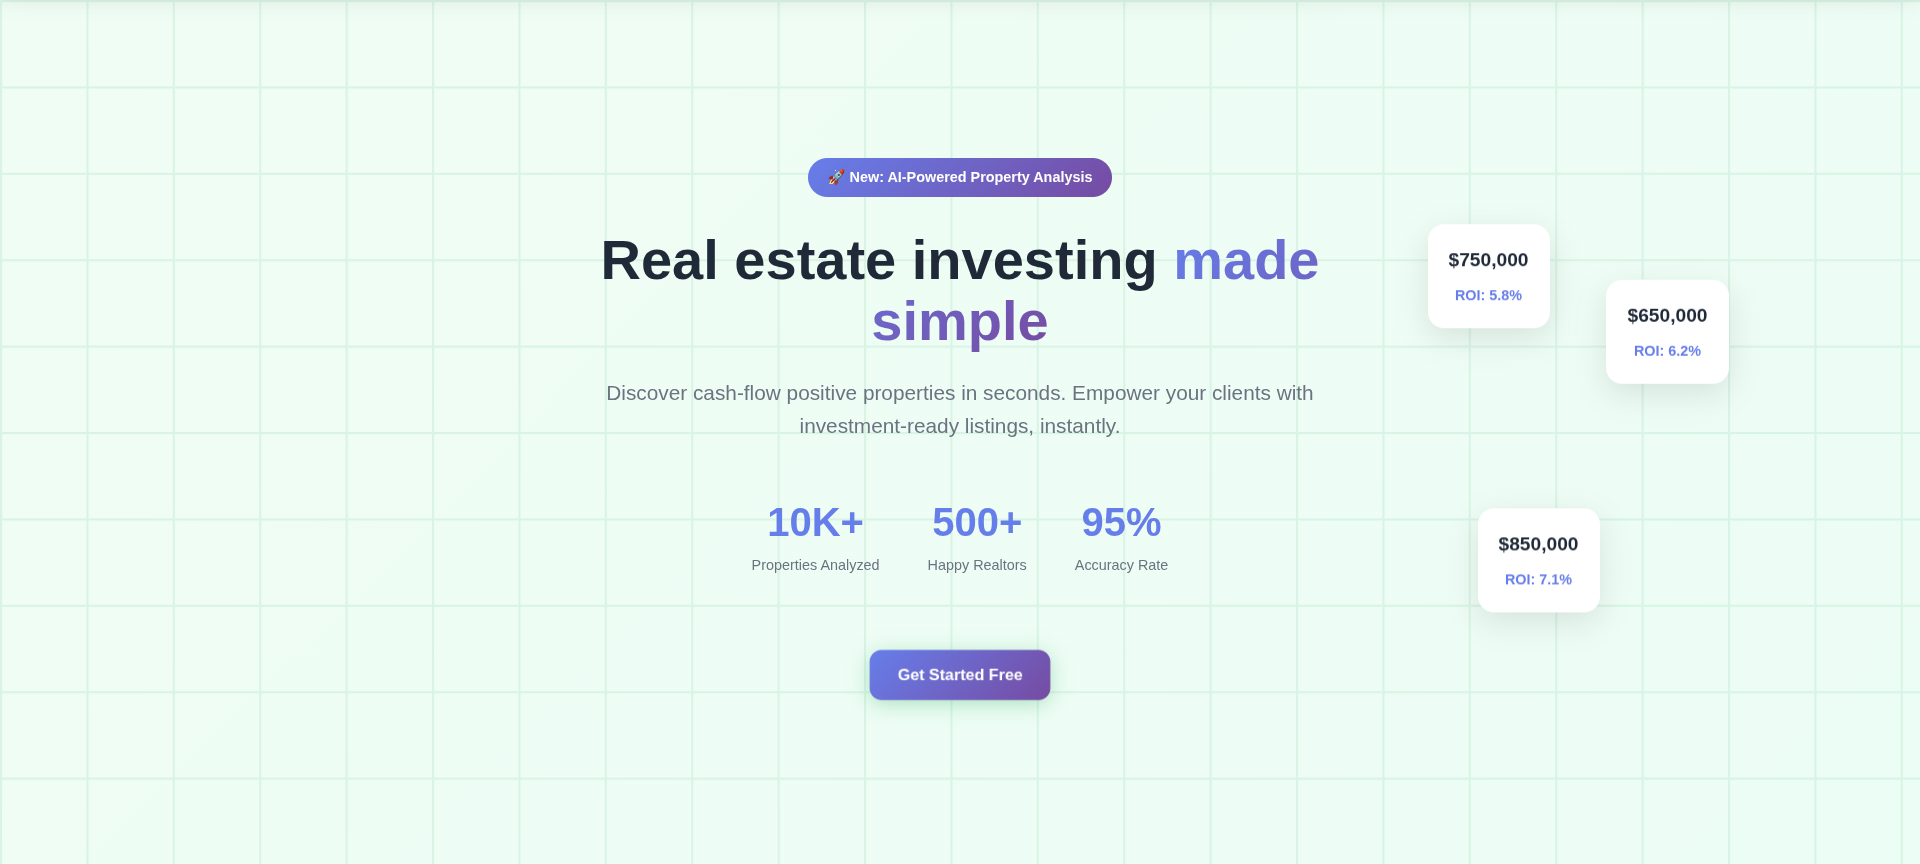 🚀 New: AI-Powered Property Analysis
Real estate investing made
simple
Discover cash-flow positive properties in seconds. Empower your clients with
investment-ready listings, instantly.
10K+
Properties Analyzed
500+
Happy Realtors
95%
Accuracy Rate
Get Started Free
$750,000
ROI: 5.8%
$650,000
ROI: 6.2%
$850,000
ROI: 7.1%